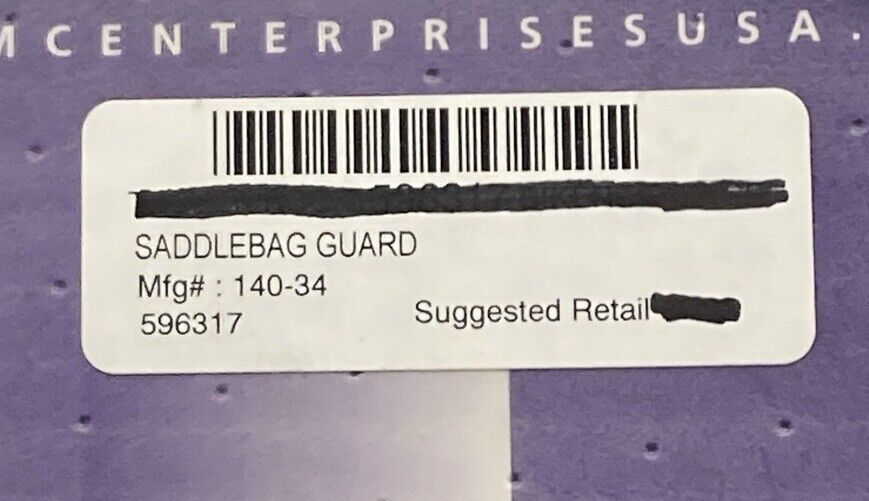 MCENTERPRISESUSA.
SADDLEBAG GUARD
Mfg# : 140-34
596317
Suggested Retail